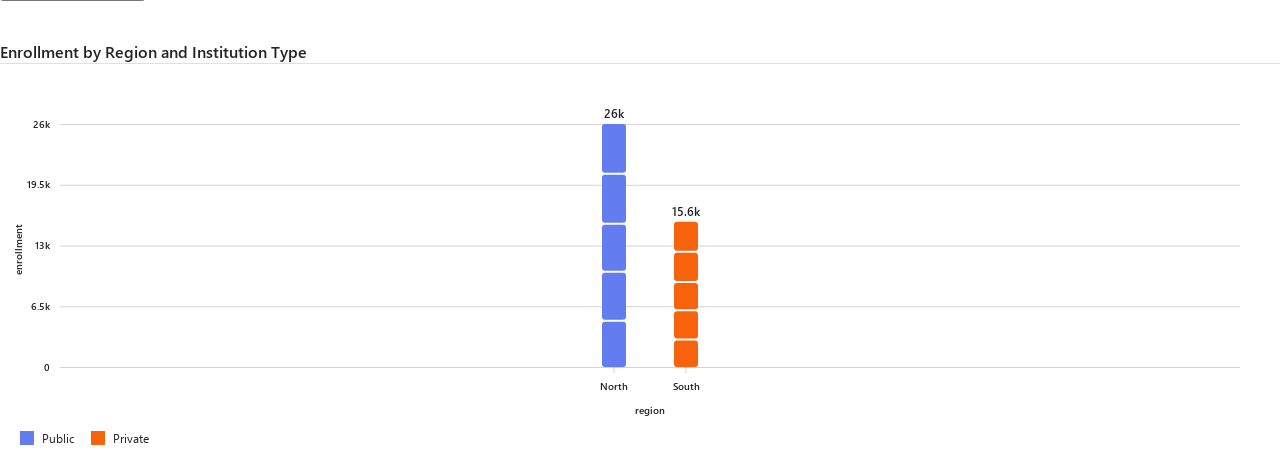 Enrollment by Region and Institution Type
26k
15.6k
26k
19.5k
13k
6.5k
0
enrollment
North
South
region
Public
Private